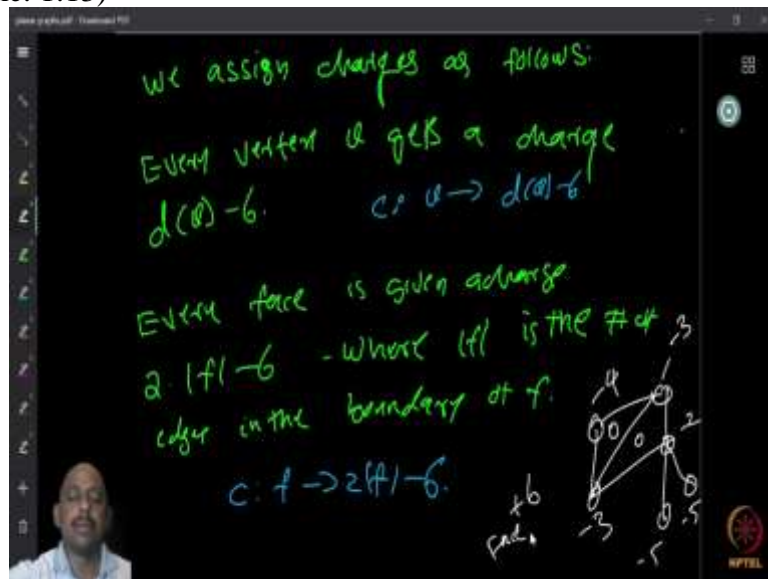 we assign charges as follows:
Every vertex v gets a charge
d(v)-6. c: v -> d(v)-6
Every face is given a charge
2.|f|-6 - where |f| is the # of
edges in the boundary of f.
c: f -> 2|f|-6.
-3
-4
0 0
-2
-3
-5
-5
+6
NPTEL